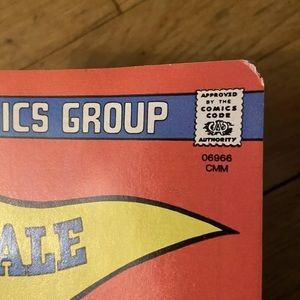 ICS GROUP
APPROVED
BY THE
COMICS
CODE
AUTHORITY
06966
CMM
ALE